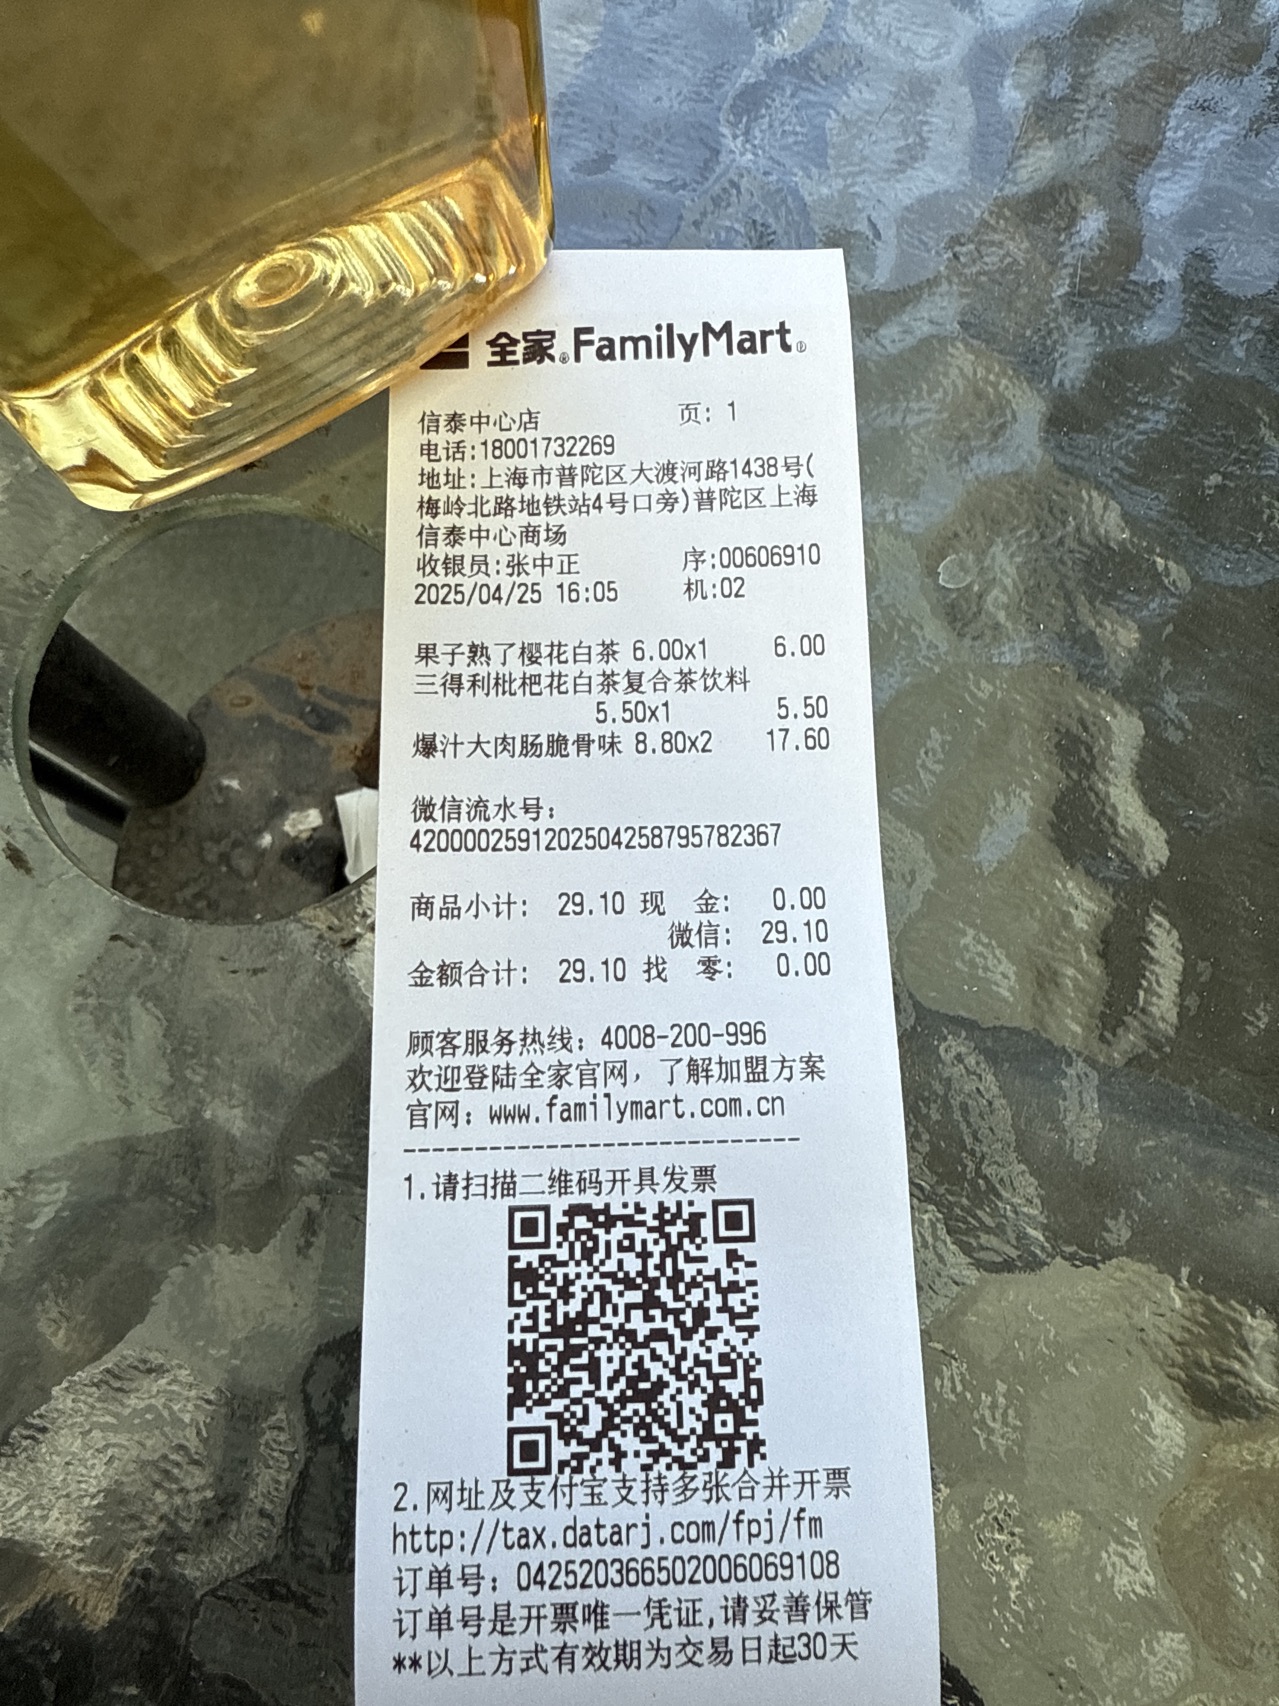 全家® FamilyMart®
信泰中心店 页: 1
电话:18001732269
地址:上海市普陀区大渡河路1438号(
梅岭北路地铁站4号口旁)普陀区上海
信泰中心商场
收银员:张中正 序:00606910
2025/04/25 16:05 机:02
果子熟了樱花白茶 6.00x1 6.00
三得利枇杷花白茶复合茶饮料
5.50x1 5.50
爆汁大肉肠脆骨味 8.80x2 17.60
微信流水号:
4200002591202504258795782367
商品小计: 29.10 现 金: 0.00
微信: 29.10
金额合计: 29.10 找 零: 0.00
顾客服务热线: 4008-200-996
欢迎登陆全家官网, 了解加盟方案
官网: www.familymart.com.cn
--------------------------------
1.请扫描二维码开具发票
2.网址及支付宝支持多张合并开票
http://tax.datarj.com/fpj/fm
订单号: 042520366502006069108
订单号是开票唯一凭证,请妥善保管
**以上方式有效期为交易日起30天